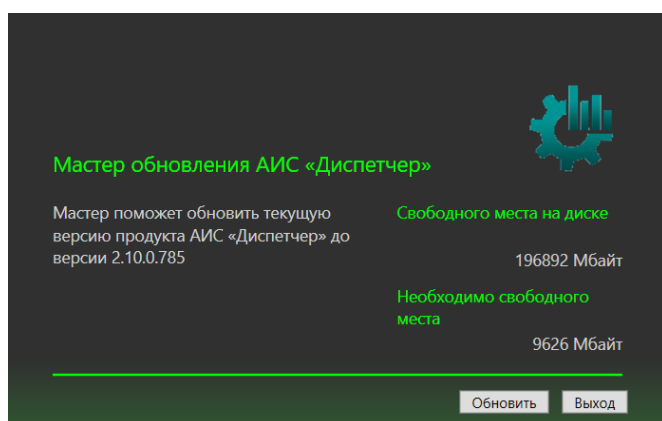 Мастер обновления АИС «Диспетчер»
Мастер поможет обновить текущую
версию продукта АИС «Диспетчер» до
версии 2.10.0.785
Свободного места на диске
196892 Мбайт
Необходимо свободного
места
9626 Мбайт
Обновить
Выход